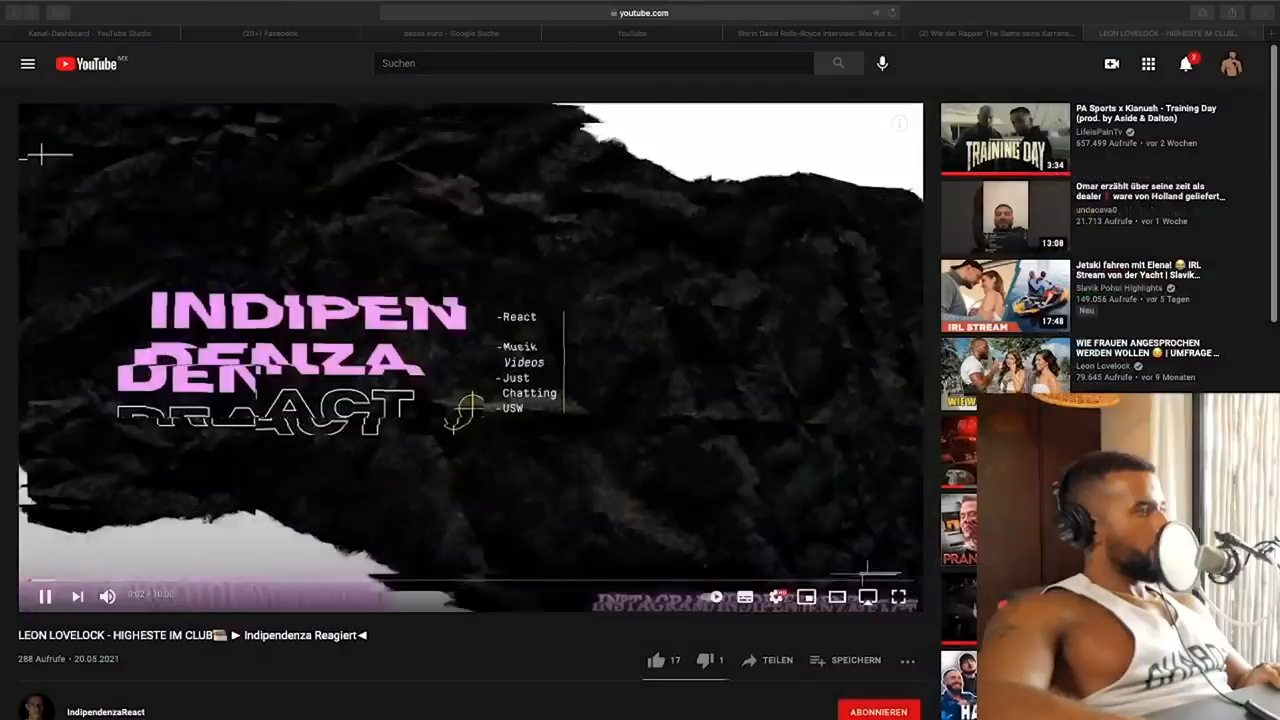 youtube.com
Kanal-Dashboard - YouTube Studio
(20+) Facebook
pesos euro - Google Suche
YouTube
Shirin David Rolls-Royce Interview: Was hat s...
(2) Wie der Rapper The Game seine Karriere...
LEON LOVELOCK - HIGHESTE IM CLUB...
YouTube MX
Suchen
2
INDIPEN
DENZA
REACT
-React
-Musik
Videos
-Just
Chatting
-USW
0:02 / 10:00
PA Sports x Kianush - Training Day
(prod. by Aside & Dalton)
LifeIsPainTv
657.499 Aufrufe • vor 2 Wochen
TRAINING DAY
3:34
Omar erzählt über seine zeit als
dealer ware von Holland geliefert...
undacava0
21.713 Aufrufe • vor 1 Woche
13:08
Jetski fahren mit Elena! IRL
Stream von der Yacht | Slavik...
Slavik Pohui Highlights
149.056 Aufrufe • vor 5 Tagen
Neu
IRL STREAM
17:48
WIE FRAUEN ANGESPROCHEN
WERDEN WOLLEN | UMFRAGE ...
Leon Lovelock
79.645 Aufrufe • vor 9 Monaten
PRAN
LEON LOVELOCK - HIGHESTE IM CLUB ► Indipendenza Reagiert◄
288 Aufrufe • 20.05.2021
17
1
TEILEN
SPEICHERN
IndipendenzaReact
ABONNIEREN